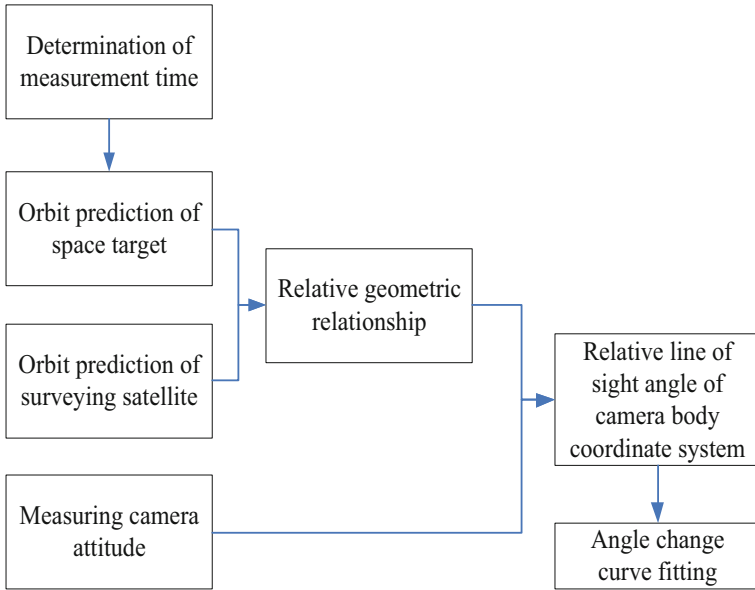 Determination of
measurement time
Orbit prediction of
space target
Orbit prediction of
surveying satellite
Measuring camera
attitude
Relative geometric
relationship
Relative line of
sight angle of
camera body
coordinate system
Angle change
curve fitting